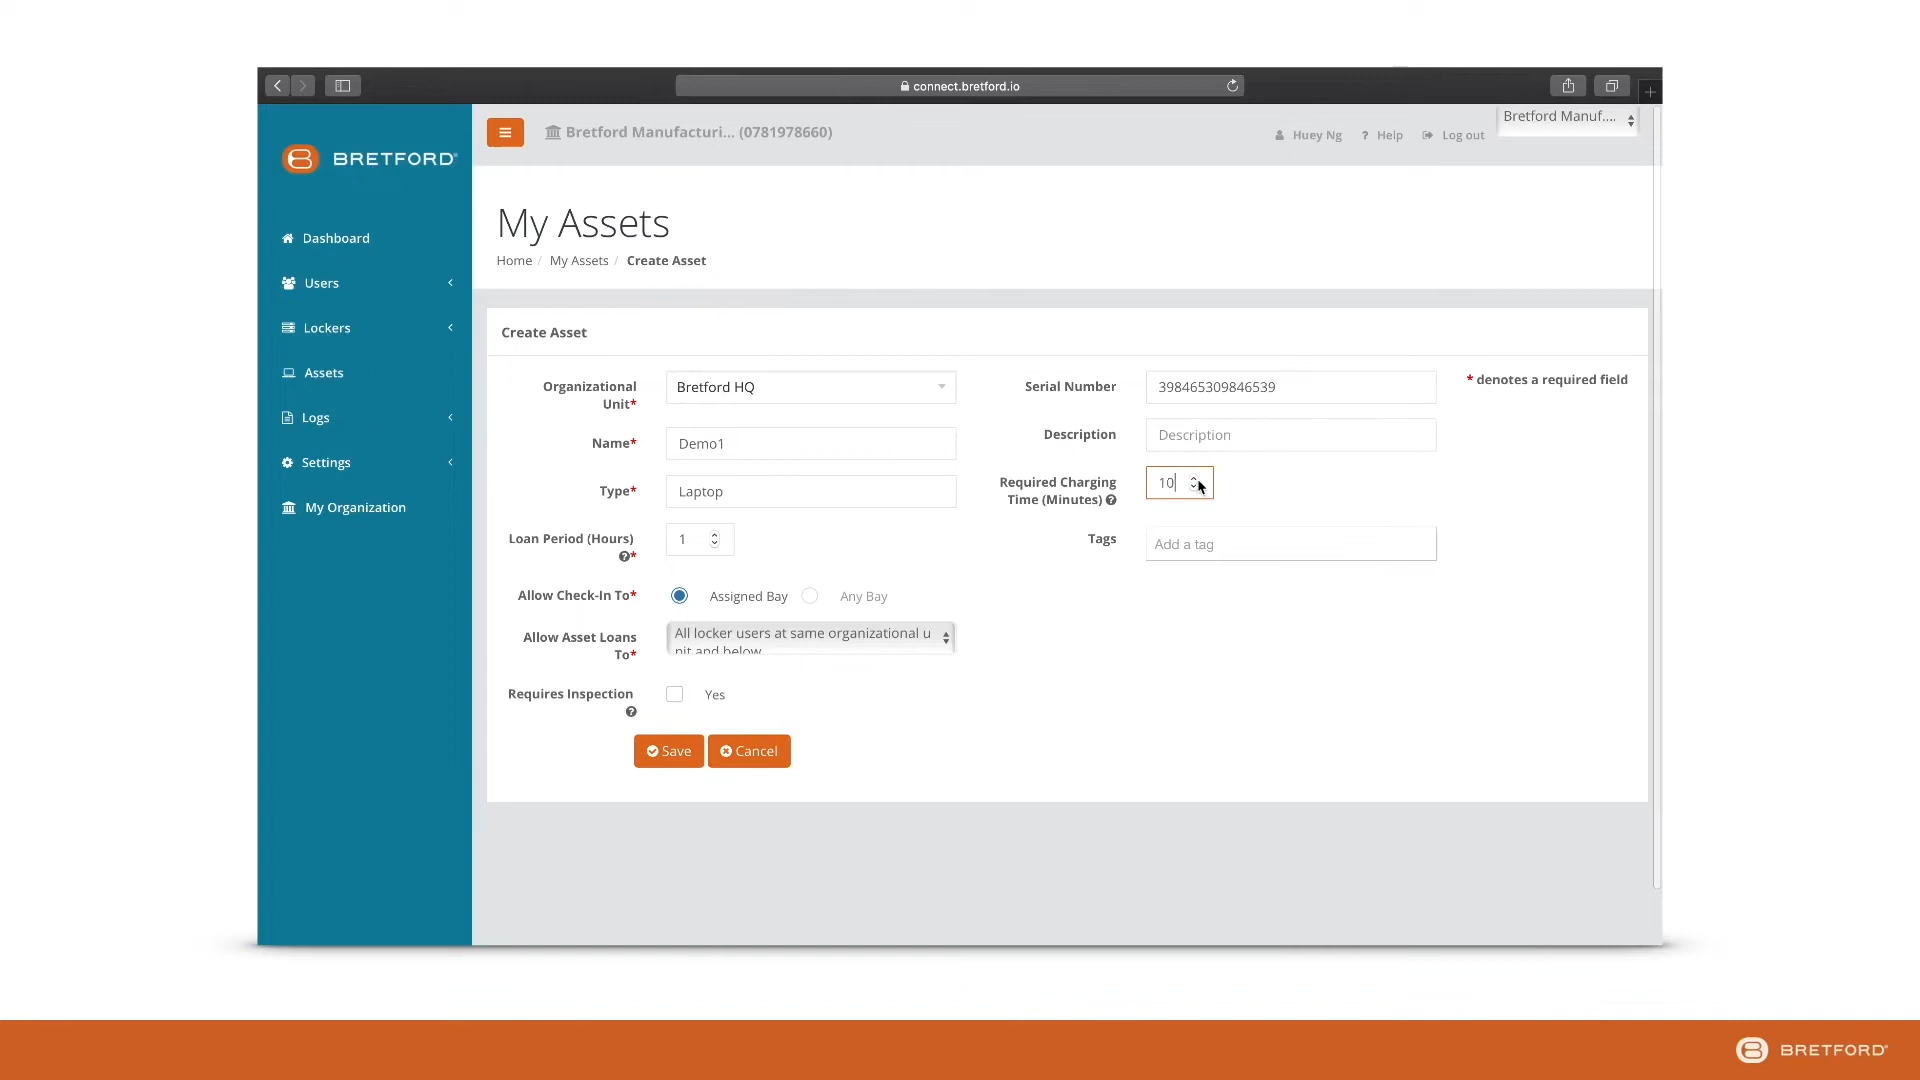 connect.bretford.io
Bretford Manufacturi... (0781978660)
Huey Ng
? Help
Log out
Bretford Manuf....
BRETFORD
Dashboard
Users
Lockers
Assets
Logs
Settings
My Organization
My Assets
Home / My Assets / Create Asset
Create Asset
Organizational
Unit*
Bretford HQ
Name*
Demo1
Type*
Laptop
Loan Period (Hours)
?*
1
Allow Check-In To*
Assigned Bay
Any Bay
Allow Asset Loans
To*
All locker users at same organizational u
nit and below
Requires Inspection
?
Yes
Save
Cancel
Serial Number
398465309846539
Description
Description
Required Charging
Time (Minutes) ?
10
Tags
Add a tag
* denotes a required field
BRETFORD